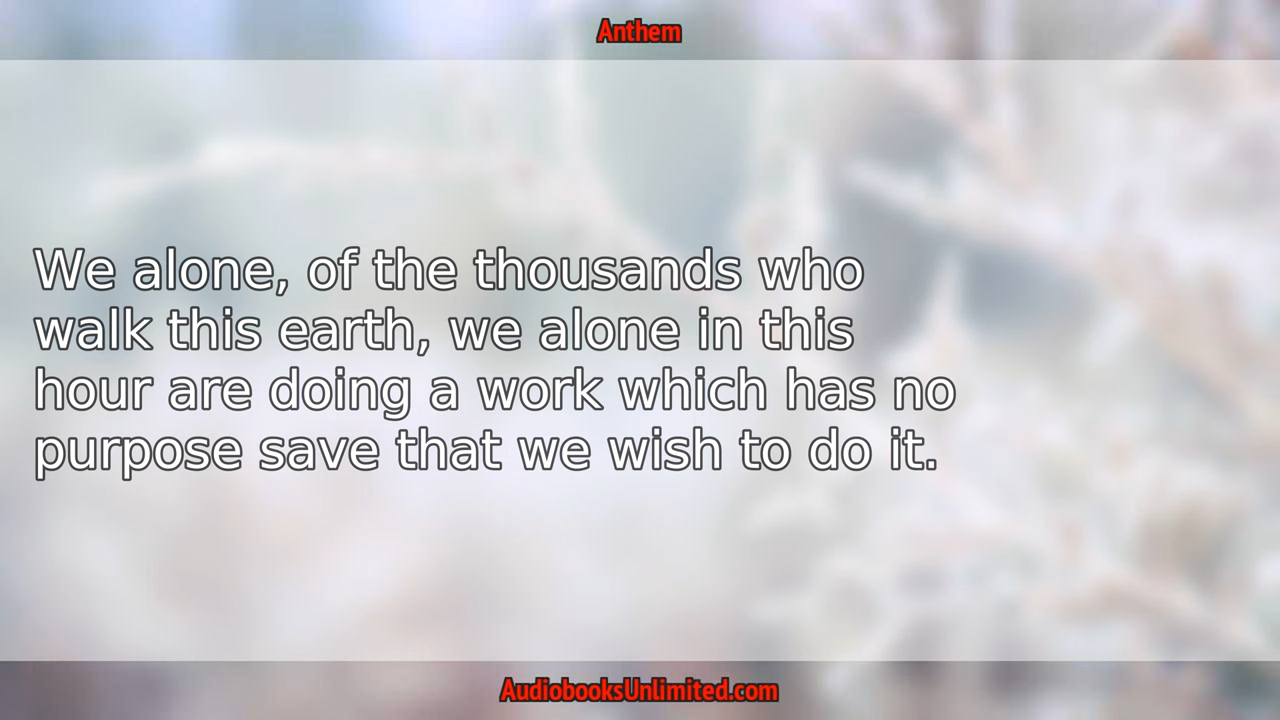 Anthem
We alone, of the thousands who
walk this earth, we alone in this
hour are doing a work which has no
purpose save that we wish to do it.
AudiobooksUnlimited.com